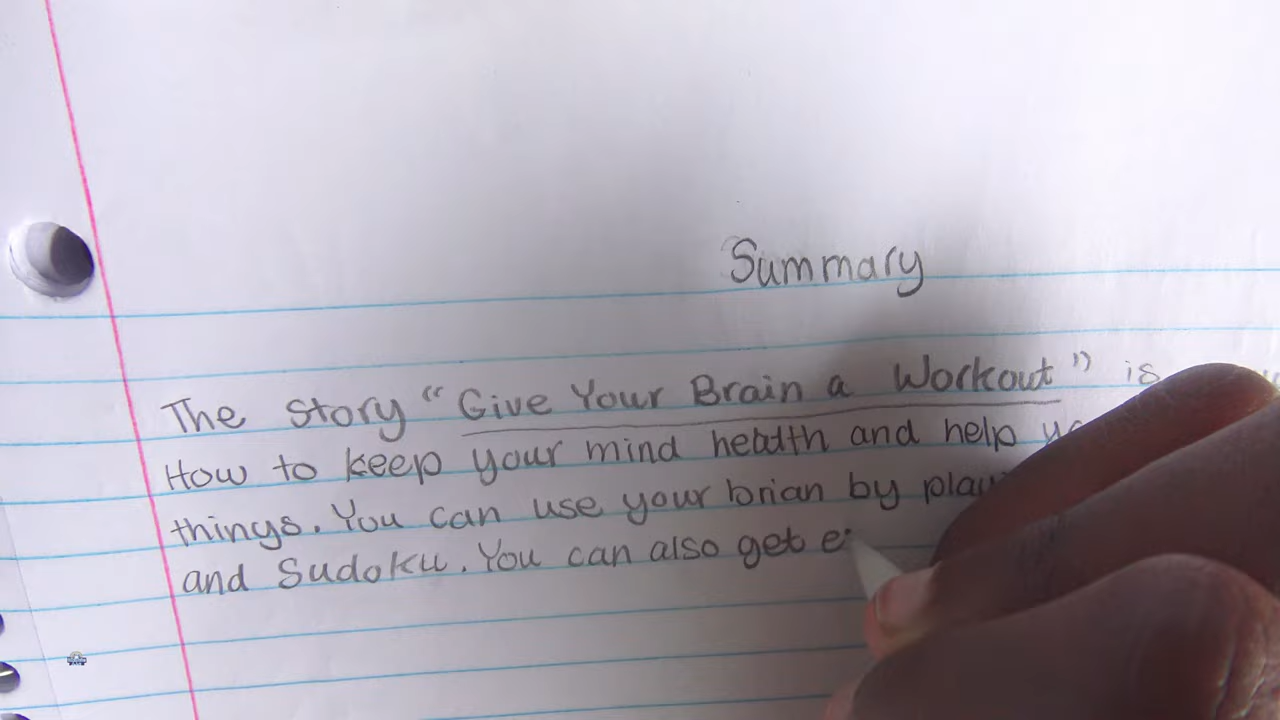 Summary
The Story “Give Your Brain a Workout” is
How to keep your mind health and help
things. You can use your brian by
and Sudoku. You can also get